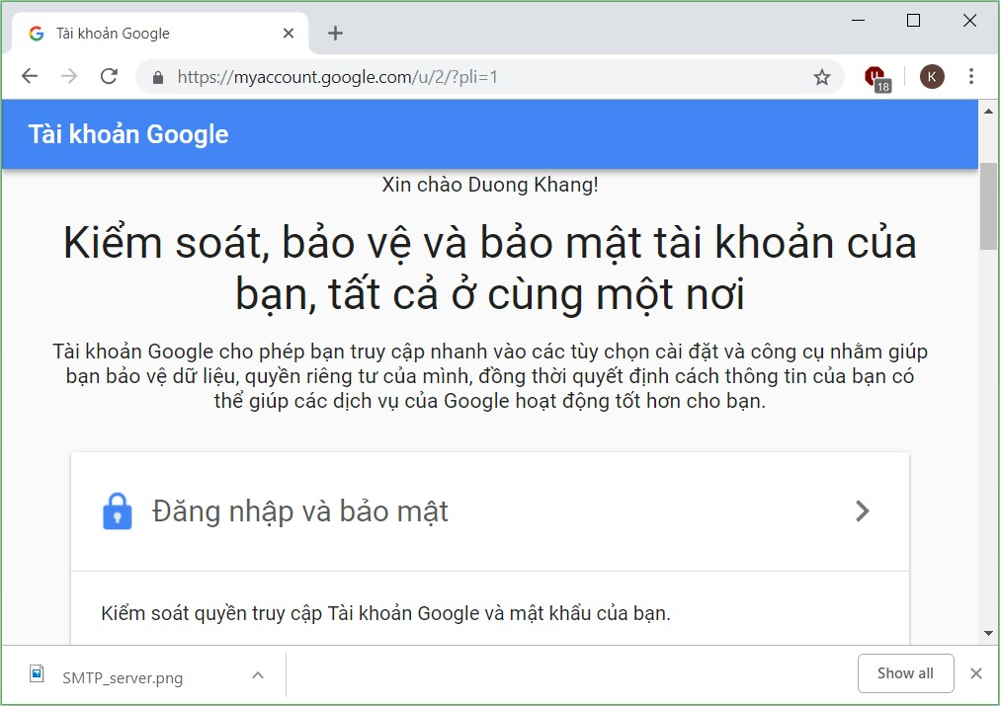 Tài khoản Google
https://myaccount.google.com/u/2/?pli=1
18
K
Tài khoản Google
Xin chào Duong Khang!
Kiểm soát, bảo vệ và bảo mật tài khoản của
bạn, tất cả ở cùng một nơi
Tài khoản Google cho phép bạn truy cập nhanh vào các tùy chọn cài đặt và công cụ nhằm giúp
bạn bảo vệ dữ liệu, quyền riêng tư của mình, đồng thời quyết định cách thông tin của bạn có
thể giúp các dịch vụ của Google hoạt động tốt hơn cho bạn.
Đăng nhập và bảo mật
Kiểm soát quyền truy cập Tài khoản Google và mật khẩu của bạn.
SMTP_server.png
Show all